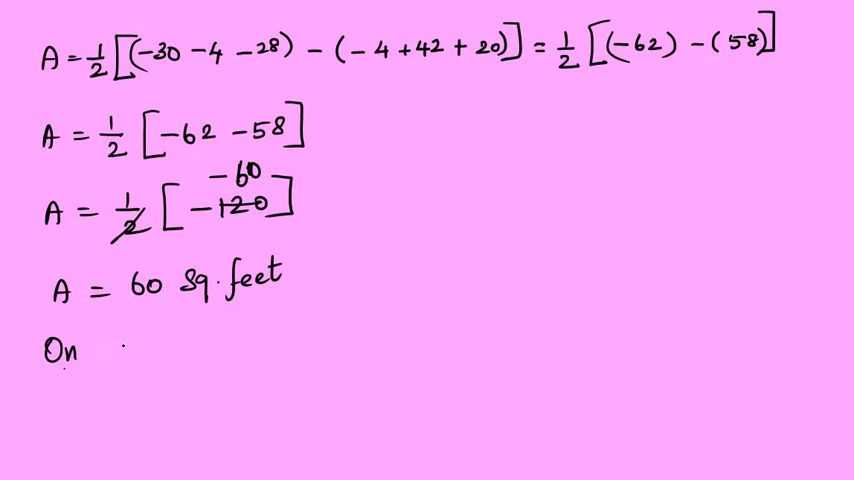 A = 1/2 [(-30 -4 -28) - (-4 +42 + 20)] = 1/2 [(-62) - (58)]
A = 1/2 [-62 -58]
-60
A = 1/2 [-120]
A = 60 Sq.feet
On